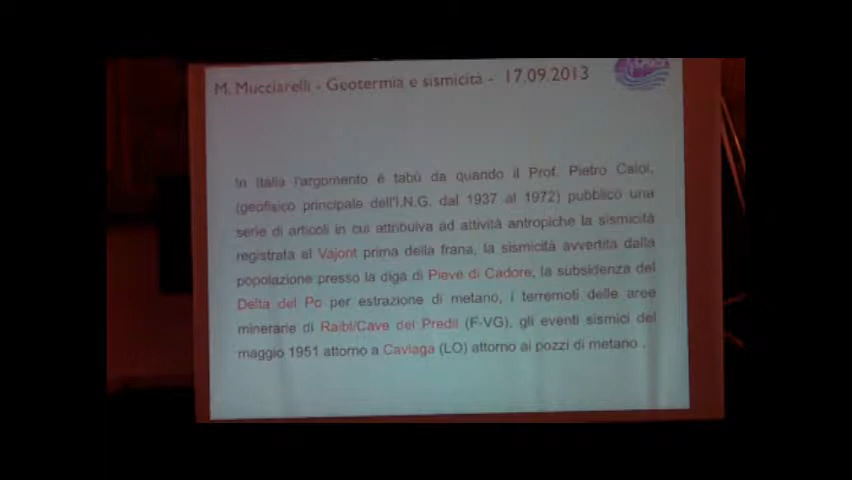 M. Mucciarelli - Geotermia e sismicità - 17.09.2013
In Italia l'argomento è tabù da quando il Prof. Pietro Caloi,
(geofisico principale dell'I.N.G. dal 1937 al 1972) pubblicò una
serie di articoli in cui attribuiva ad attività antropiche la sismicità
registrata al Vajont prima della frana, la sismicità avvertita dalla
popolazione presso la diga di Pieve di Cadore, la subsidenza del
Delta del Po per estrazione di metano, i terremoti delle aree
minerarie di Raibl/Cave del Predil (F-VG), gli eventi sismici del
maggio 1951 attorno a Caviaga (LO) attorno ai pozzi di metano .